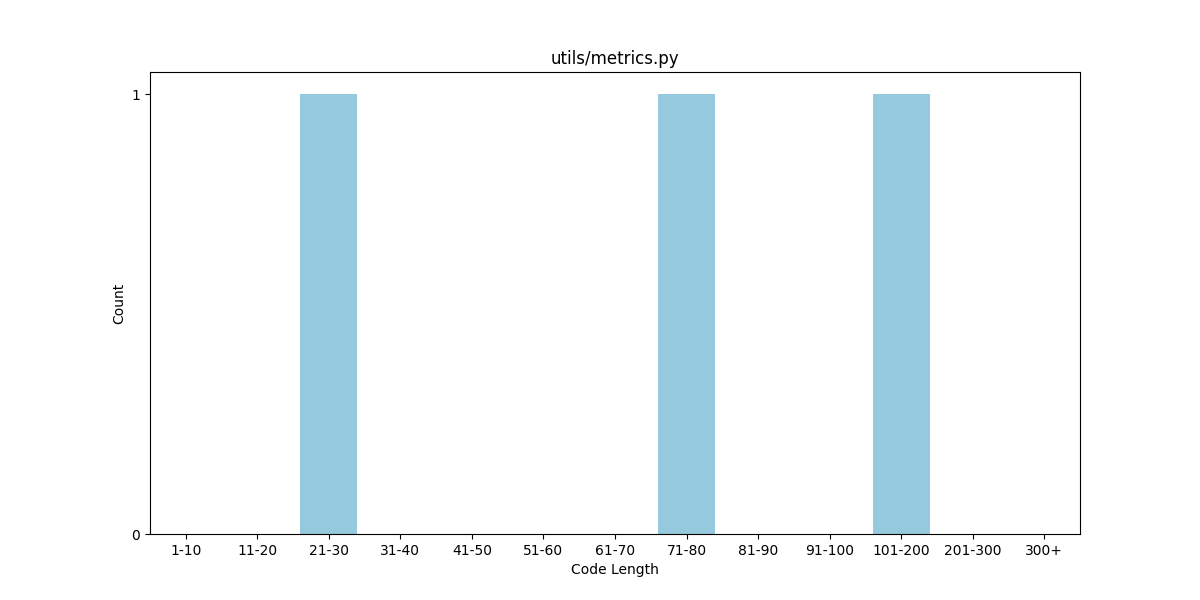 utils/metrics.py
1
Count
0
1-10 11-20 21-30 31-40 41-50 51-60 61-70 71-80 81-90 91-100 101-200 201-300 300+
Code Length